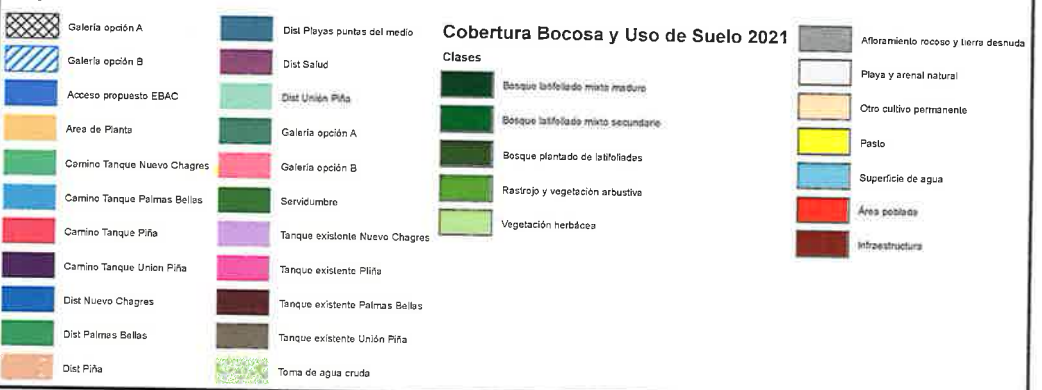 Galería opción A
Galería opción B
Acceso propuesto EBAC
Area de Planta
Camino Tanque Nuevo Chagres
Camino Tanque Palmas Bellas
Camino Tanque Piña
Camino Tanque Union Piña
Dist Nuevo Chagres
Dist Palmas Bellas
Dist Piña
Dist Playas puntas del medio
Dist Salud
Dist Unión Piña
Galería opción A
Galería opción B
Servidumbre
Tanque existente Nuevo Chagres
Tanque existente Pliña
Tanque existente Palmas Bellas
Tanque existente Unión Piña
Toma de agua cruda
Cobertura Bocosa y Uso de Suelo 2021
Clases
Bosque latifoliado mixto maduro
Bosque latifoliado mixto secundario
Bosque plantado de latifoliadas
Rastrojo y vegetación arbustiva
Vegetación herbácea
Afloramiento rocoso y tierra desnuda
Playa y arenal natural
Otro cultivo permanente
Pasto
Superficie de agua
Área poblada
Infraestructura